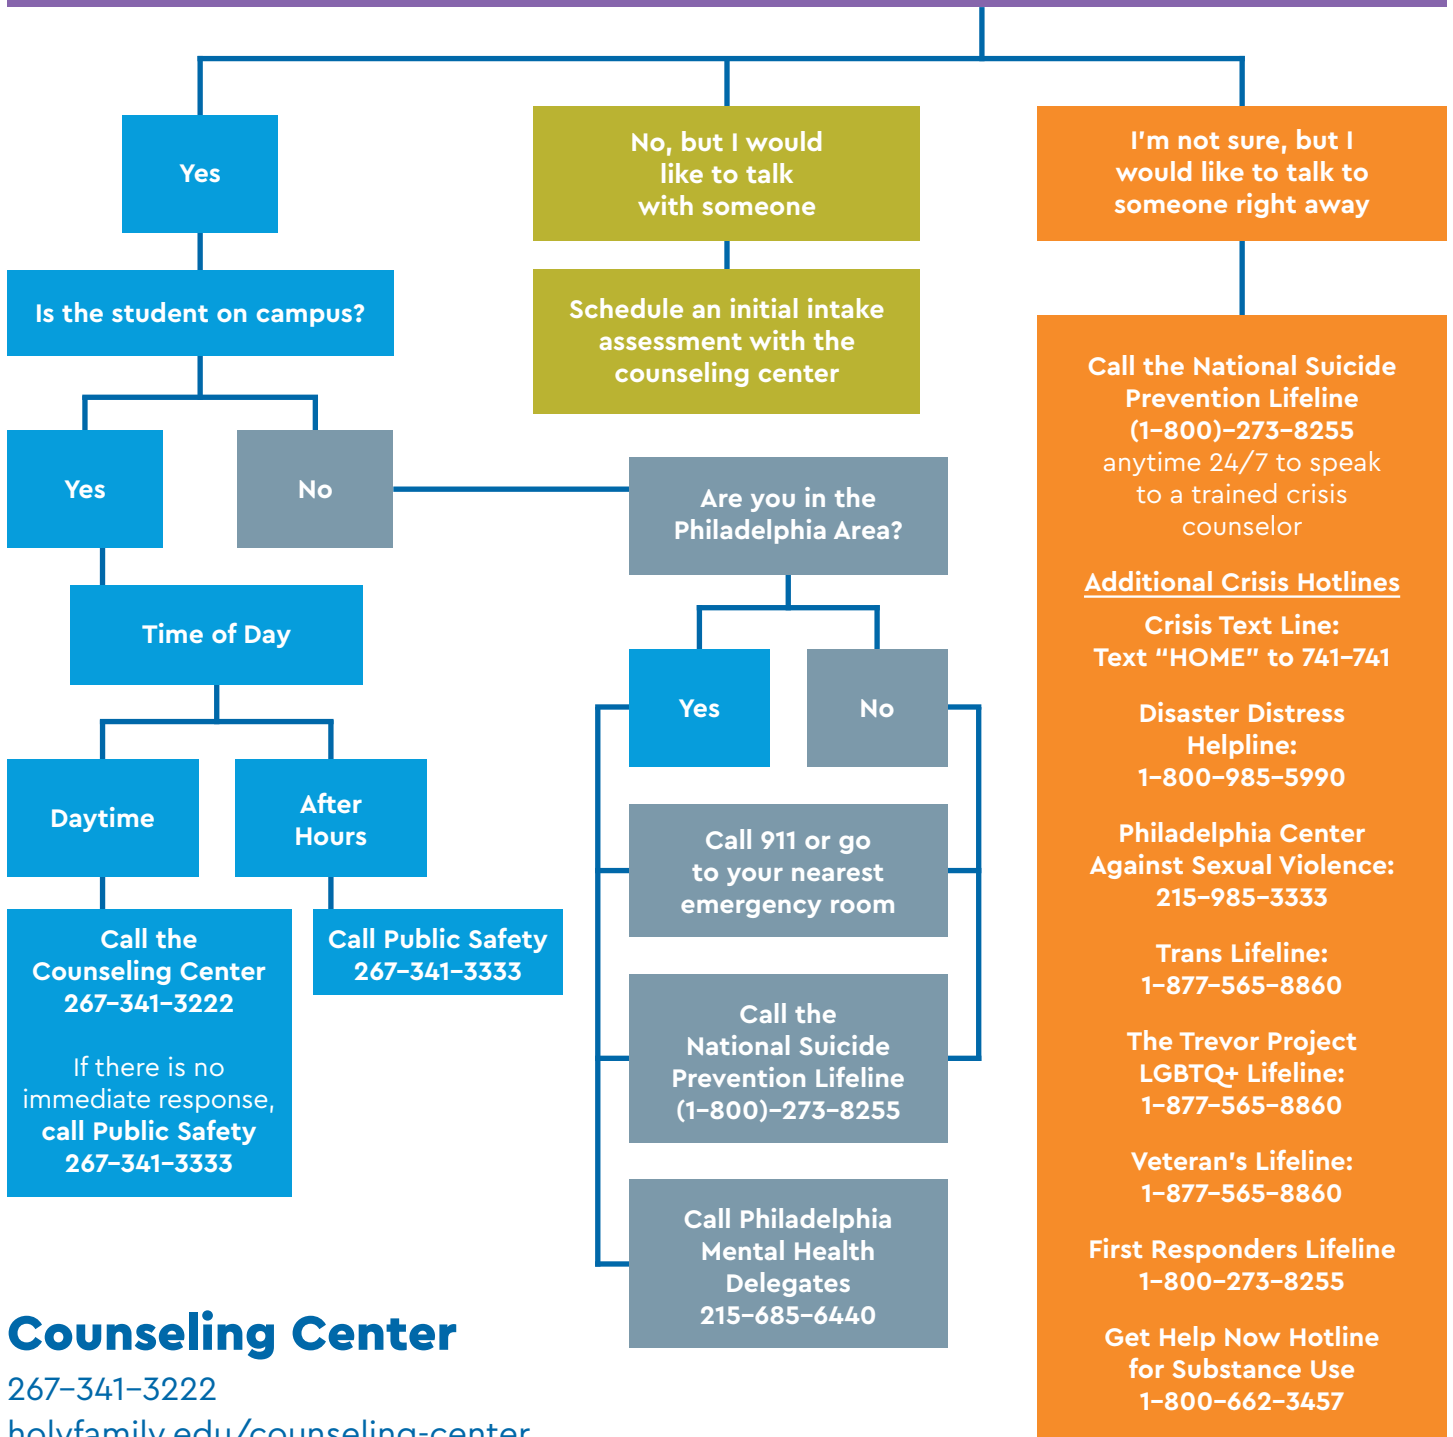 Yes
Is the student on campus?
Yes
No
Time of Day
Daytime
After
Hours
Call the
Counseling Center
267-341-3222
If there is no
immediate response,
call Public Safety
267-341-3333
Call Public Safety
267-341-3333
No, but I would
like to talk
with someone
Schedule an initial intake
assessment with the
counseling center
Are you in the
Philadelphia Area?
Yes
No
Call 911 or go
to your nearest
emergency room
Call the
National Suicide
Prevention Lifeline
(1-800)-273-8255
Call Philadelphia
Mental Health
Delegates
215-685-6440
I'm not sure, but I
would like to talk to
someone right away
Call the National Suicide
Prevention Lifeline
(1-800)-273-8255
anytime 24/7 to speak
to a trained crisis
counselor
Additional Crisis Hotlines
Crisis Text Line:
Text “HOME” to 741-741
Disaster Distress
Helpline:
1-800-985-5990
Philadelphia Center
Against Sexual Violence:
215-985-3333
Trans Lifeline:
1-877-565-8860
The Trevor Project
LGBTQ+ Lifeline:
1-877-565-8860
Veteran's Lifeline:
1-877-565-8860
First Responders Lifeline
1-800-273-8255
Get Help Now Hotline
for Substance Use
1-800-662-3457
Counseling Center
267-341-3222
holyfamily.edu/counseling-center